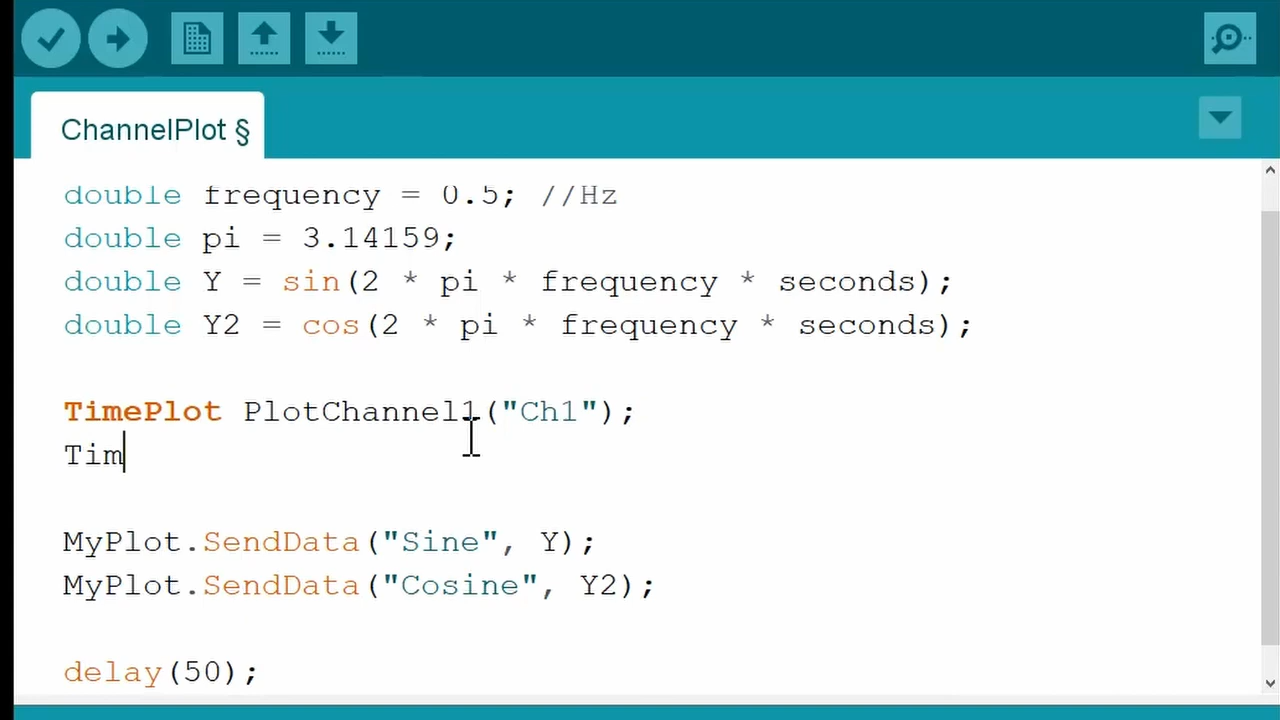 ChannelPlot §
double frequency = 0.5; //Hz
double pi = 3.14159;
double Y = sin(2 * pi * frequency * seconds);
double Y2 = cos(2 * pi * frequency * seconds);
TimePlot PlotChannel1("Ch1");
Tim
MyPlot.SendData("Sine", Y);
MyPlot.SendData("Cosine", Y2);
delay(50);